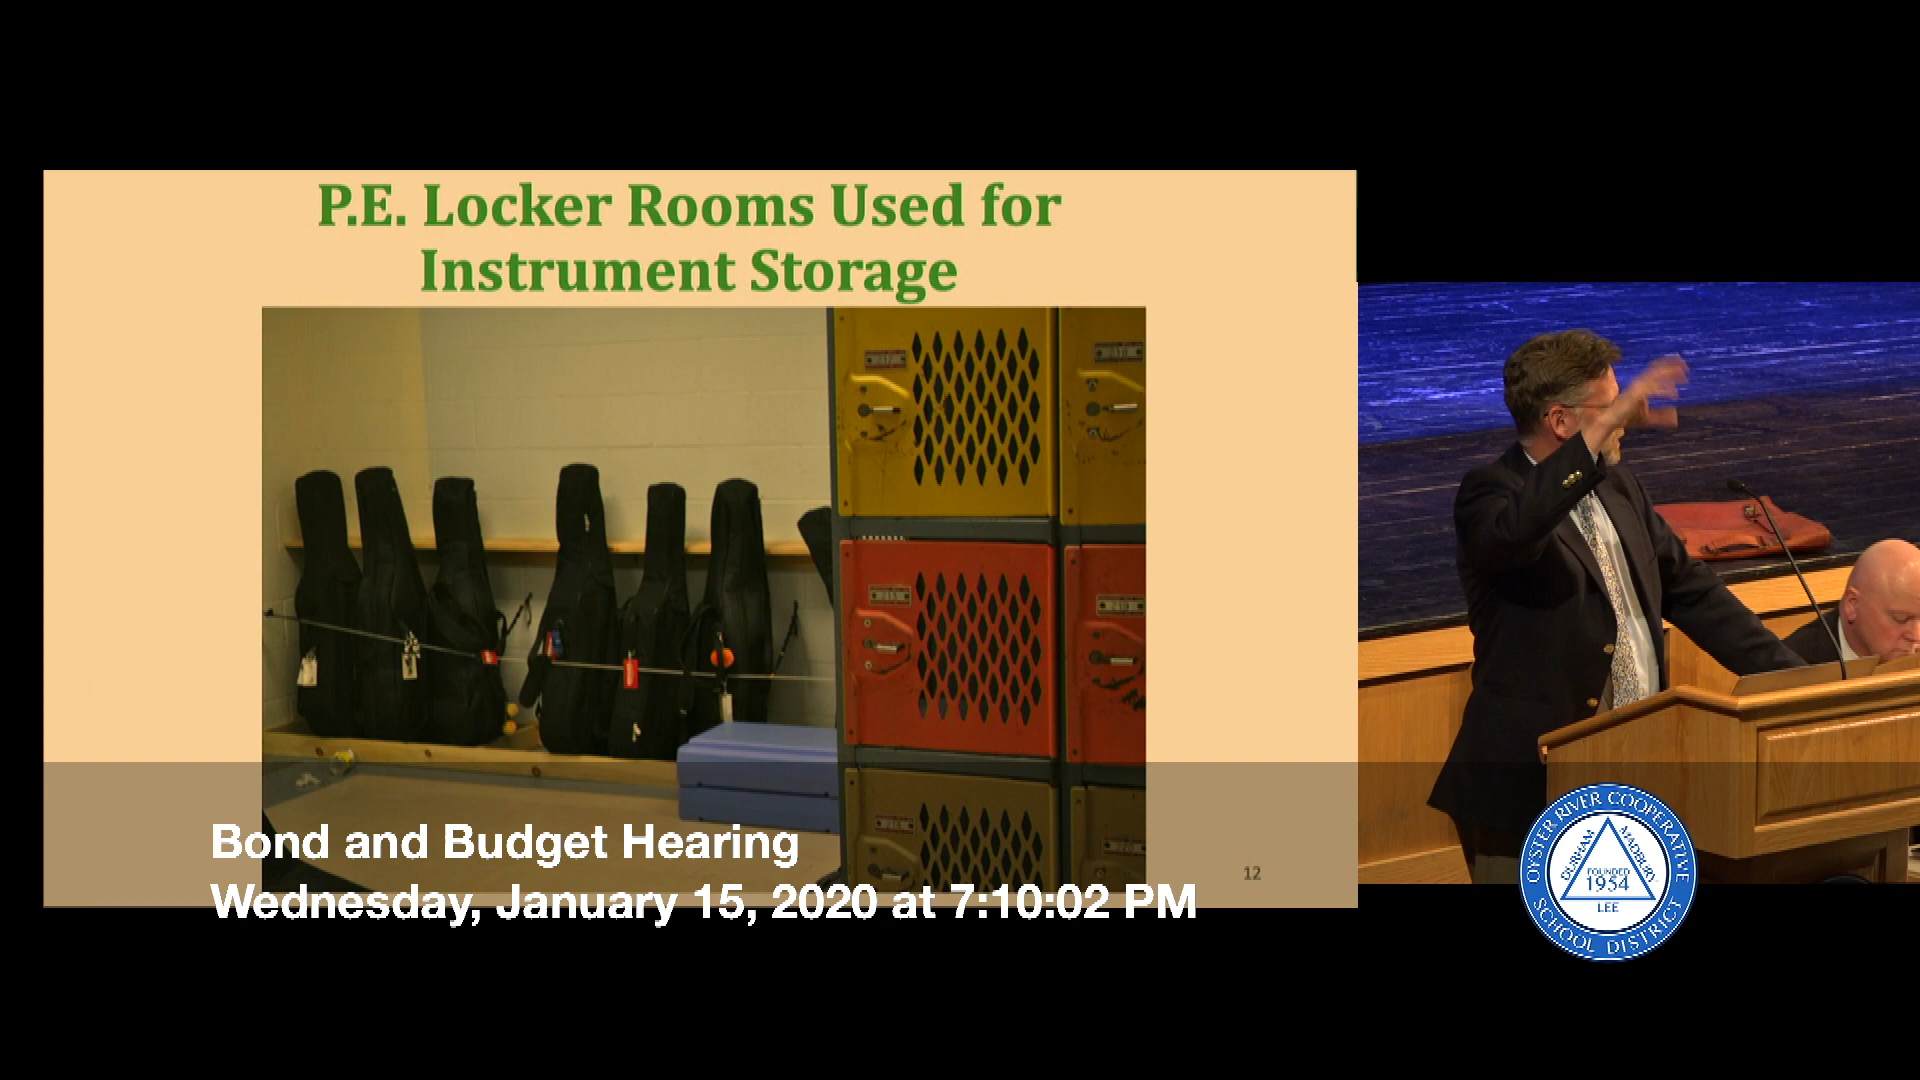 P.E. Locker Rooms Used for
Instrument Storage
12
Bond and Budget Hearing
Wednesday, January 15, 2020 at 7:10:02 PM
OYSTER RIVER COOPERATIVE
SCHOOL DISTRICT
DURHAM
MADBURY
FOUNDED
1954
LEE